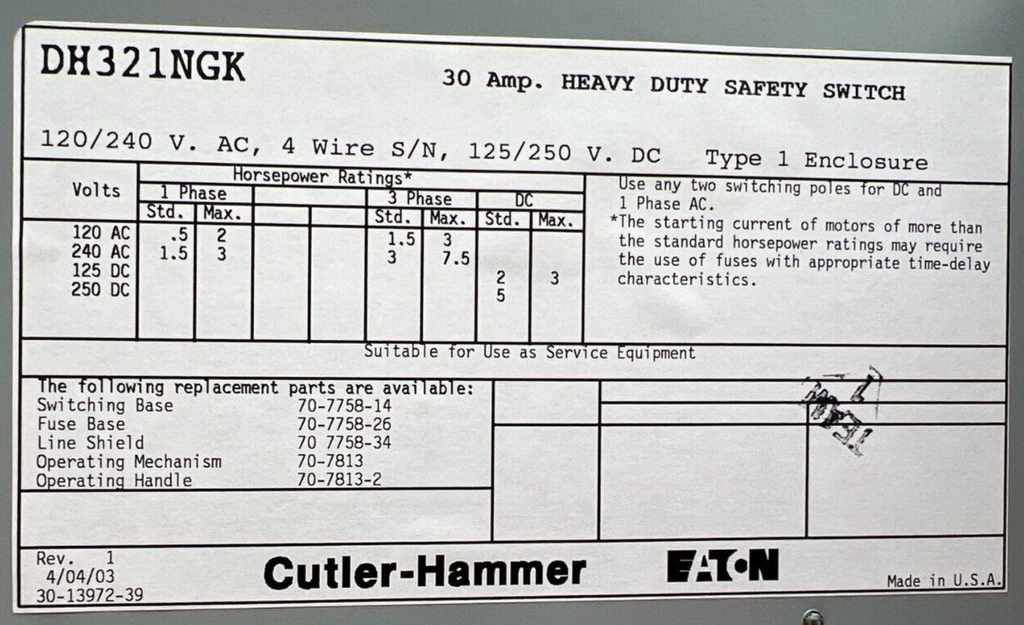 DH321NGK
30 Amp. HEAVY DUTY SAFETY SWITCH
120/240 V. AC, 4 Wire S/N, 125/250 V. DC Type 1 Enclosure
Volts
Horsepower Ratings*
1 Phase 3 Phase DC
Std. Max. Std. Max. Std. Max.
120 AC .5 2 1.5 3
240 AC 1.5 3 3 7.5
125 DC 2 3
250 DC 5
Use any two switching poles for DC and
1 Phase AC.
*The starting current of motors of more than
the standard horsepower ratings may require
the use of fuses with appropriate time-delay
characteristics.
Suitable for Use as Service Equipment
The following replacement parts are available:
Switching Base 70-7758-14
Fuse Base 70-7758-26
Line Shield 70 7758-34
Operating Mechanism 70-7813
Operating Handle 70-7813-2
TEAM
1
Rev. 1
4/04/03
30-13972-39
Cutler-Hammer
EATON
Made in U.S.A.